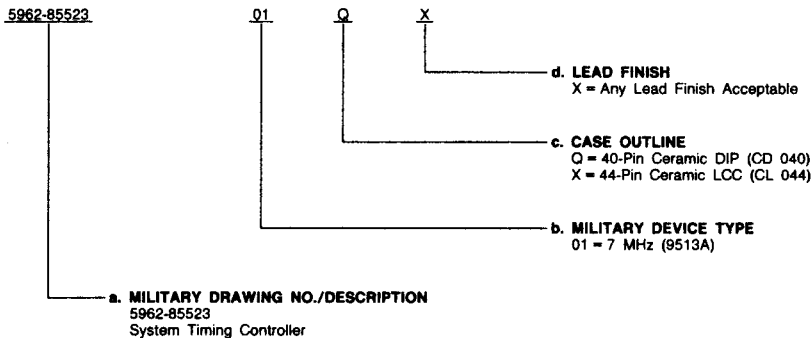 5962-85523 01 Q X
d. LEAD FINISH
X = Any Lead Finish Acceptable
c. CASE OUTLINE
Q = 40-Pin Ceramic DIP (CD 040)
X = 44-Pin Ceramic LCC (CL 044)
b. MILITARY DEVICE TYPE
01 = 7 MHz (9513A)
a. MILITARY DRAWING NO./DESCRIPTION
5962-85523
System Timing Controller